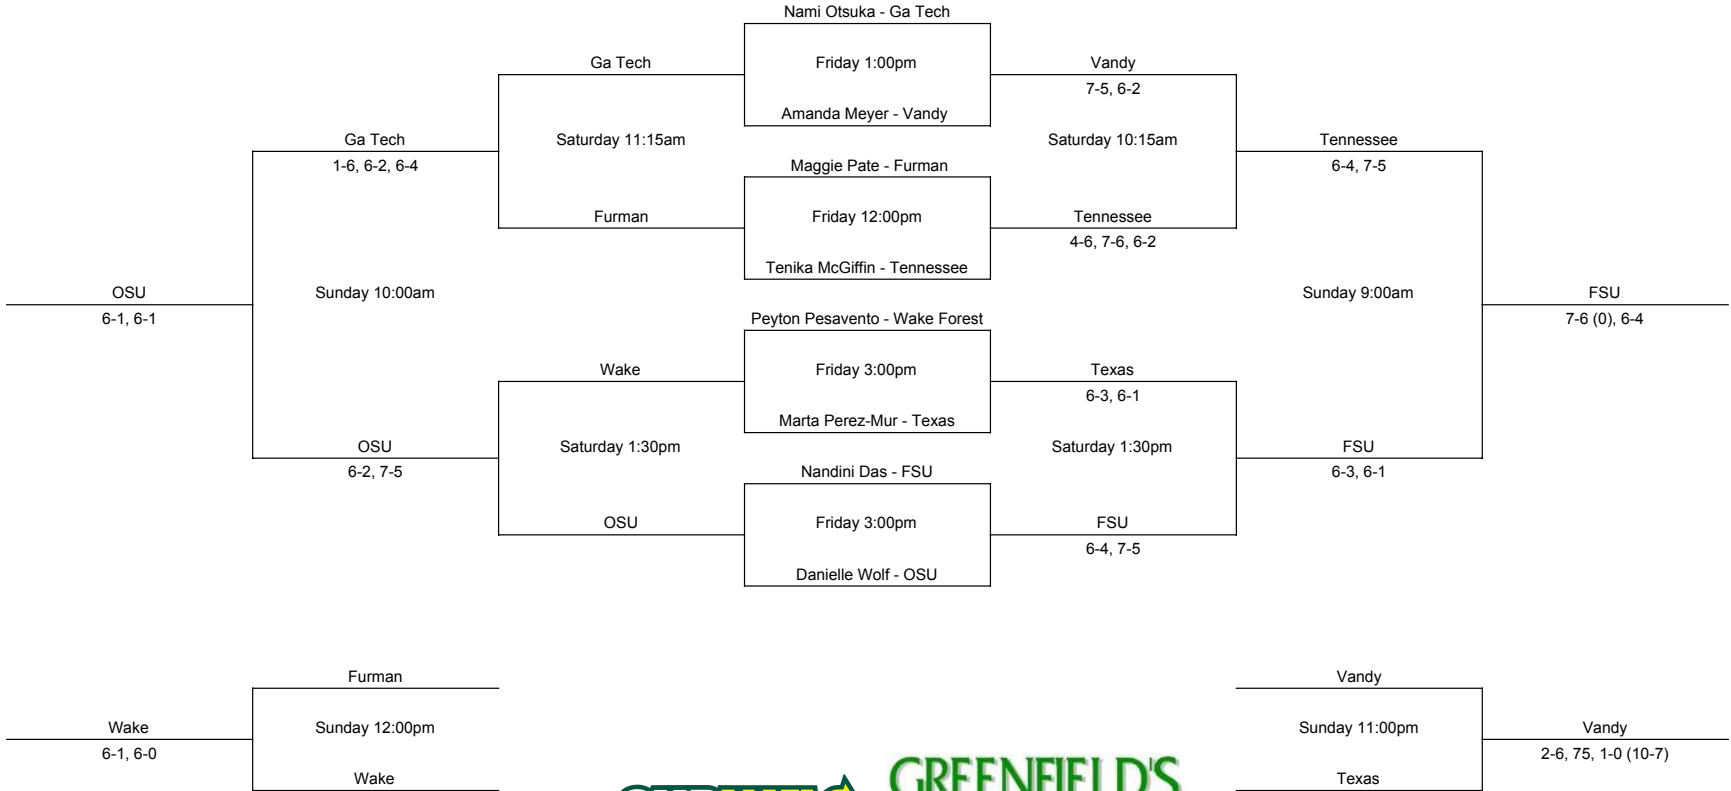 Nami Otsuka - Ga Tech
Ga Tech
Friday 1:00pm
Vandy
7-5, 6-2
Amanda Meyer - Vandy
Ga Tech
Saturday 11:15am
Saturday 10:15am
Tennessee
1-6, 6-2, 6-4
Maggie Pate - Furman
6-4, 7-5
Furman
Friday 12:00pm
Tennessee
4-6, 7-6, 6-2
Tenika McGiffin - Tennessee
OSU
Sunday 10:00am
Sunday 9:00am
FSU
6-1, 6-1
Peyton Pesavento - Wake Forest
7-6 (0), 6-4
Wake
Friday 3:00pm
Texas
6-3, 6-1
Marta Perez-Mur - Texas
OSU
Saturday 1:30pm
Saturday 1:30pm
FSU
6-2, 7-5
Nandini Das - FSU
6-3, 6-1
OSU
Friday 3:00pm
FSU
6-4, 7-5
Danielle Wolf - OSU
Furman
Vandy
Wake
Sunday 12:00pm
Sunday 11:00pm
Vandy
6-1, 6-0
2-6, 75, 1-0 (10-7)
Wake
GREENFIELD'S
Texas